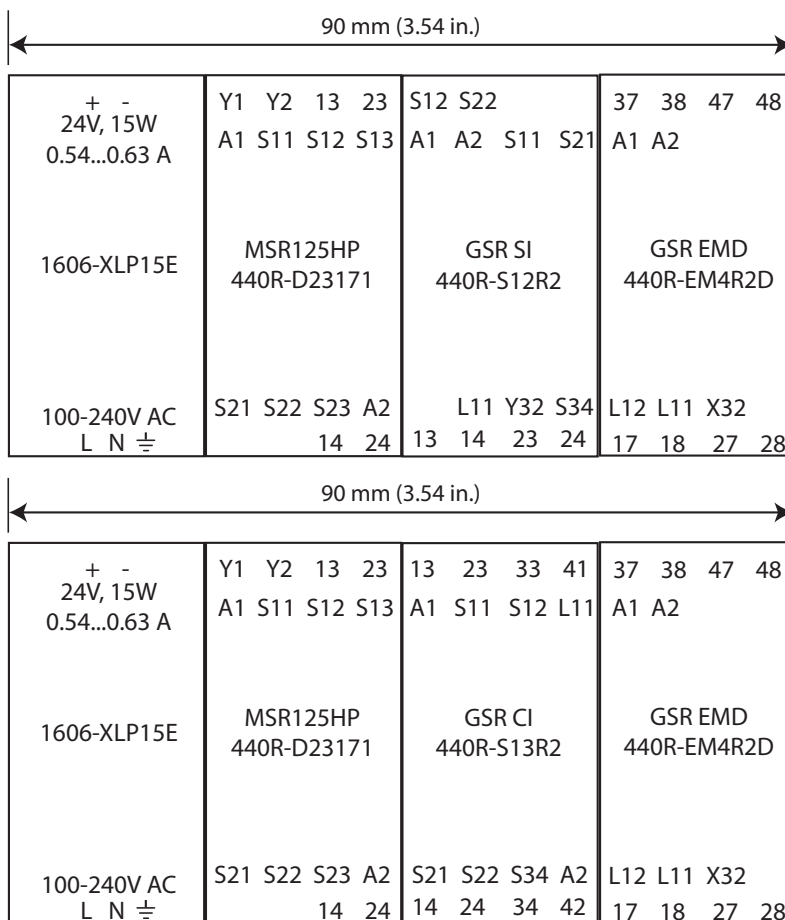 90 mm (3.54 in.)
+ -
24V, 15W
0.54...0.63 A
1606-XLP15E
100-240V AC
L N ⏚
Y1 Y2 13 23
A1 S11 S12 S13
MSR125HP
440R-D23171
S21 S22 S23 A2
14 24
S12 S22
A1 A2 S11 S21
GSR SI
440R-S12R2
L11 Y32 S34
13 14 23 24
37 38 47 48
A1 A2
GSR EMD
440R-EM4R2D
L12 L11 X32
17 18 27 28
90 mm (3.54 in.)
+ -
24V, 15W
0.54...0.63 A
1606-XLP15E
100-240V AC
L N ⏚
Y1 Y2 13 23
A1 S11 S12 S13
MSR125HP
440R-D23171
S21 S22 S23 A2
14 24
13 23 33 41
A1 S11 S12 L11
GSR CI
440R-S13R2
S21 S22 S34 A2
14 24 34 42
37 38 47 48
A1 A2
GSR EMD
440R-EM4R2D
L12 L11 X32
17 18 27 28